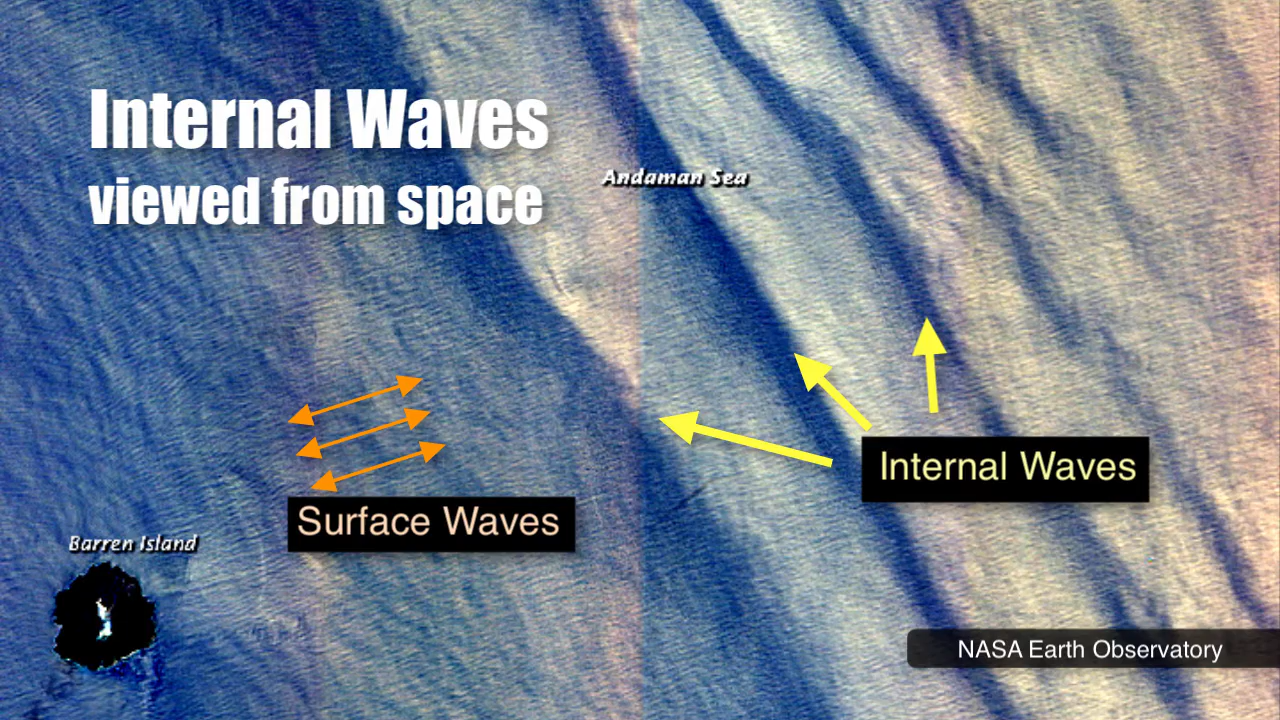 Internal Waves
viewed from space
Andaman Sea
Internal Waves
Surface Waves
Barren Island
NASA Earth Observatory